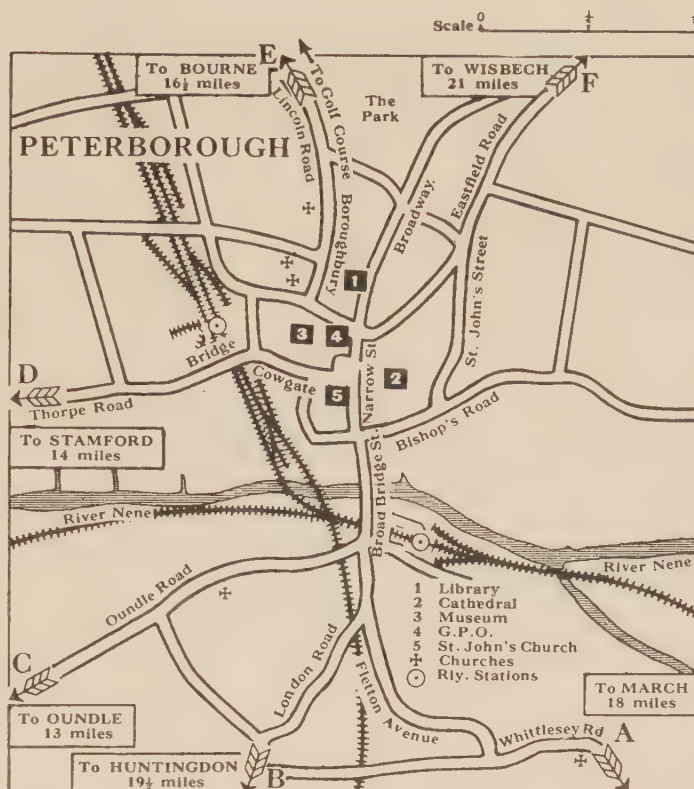 Scale 0 ¼ ½
E
To BOURNE
16½ miles
To Golf Course
Lincoln Road
The
Park
To WISBECH
21 miles
F
PETERBOROUGH
Boroughbury
Broadway.
Eastfield Road
St. John's Street
1
3
4
Bridge
D
Thorpe Road
Cowgate
5
Narrow St.
2
Bishop's Road
To STAMFORD
14 miles
River Nene
Broad Bridge St.
River Nene
Oundle Road
1 Library
2 Cathedral
3 Museum
4 G.P.O.
5 St. John's Church
Churches
Rly. Stations
C
To OUNDLE
13 miles
London Road
Fletton
Avenue
To MARCH
18 miles
A
Whittlesey Rd
To HUNTINGDON
19½ miles
B